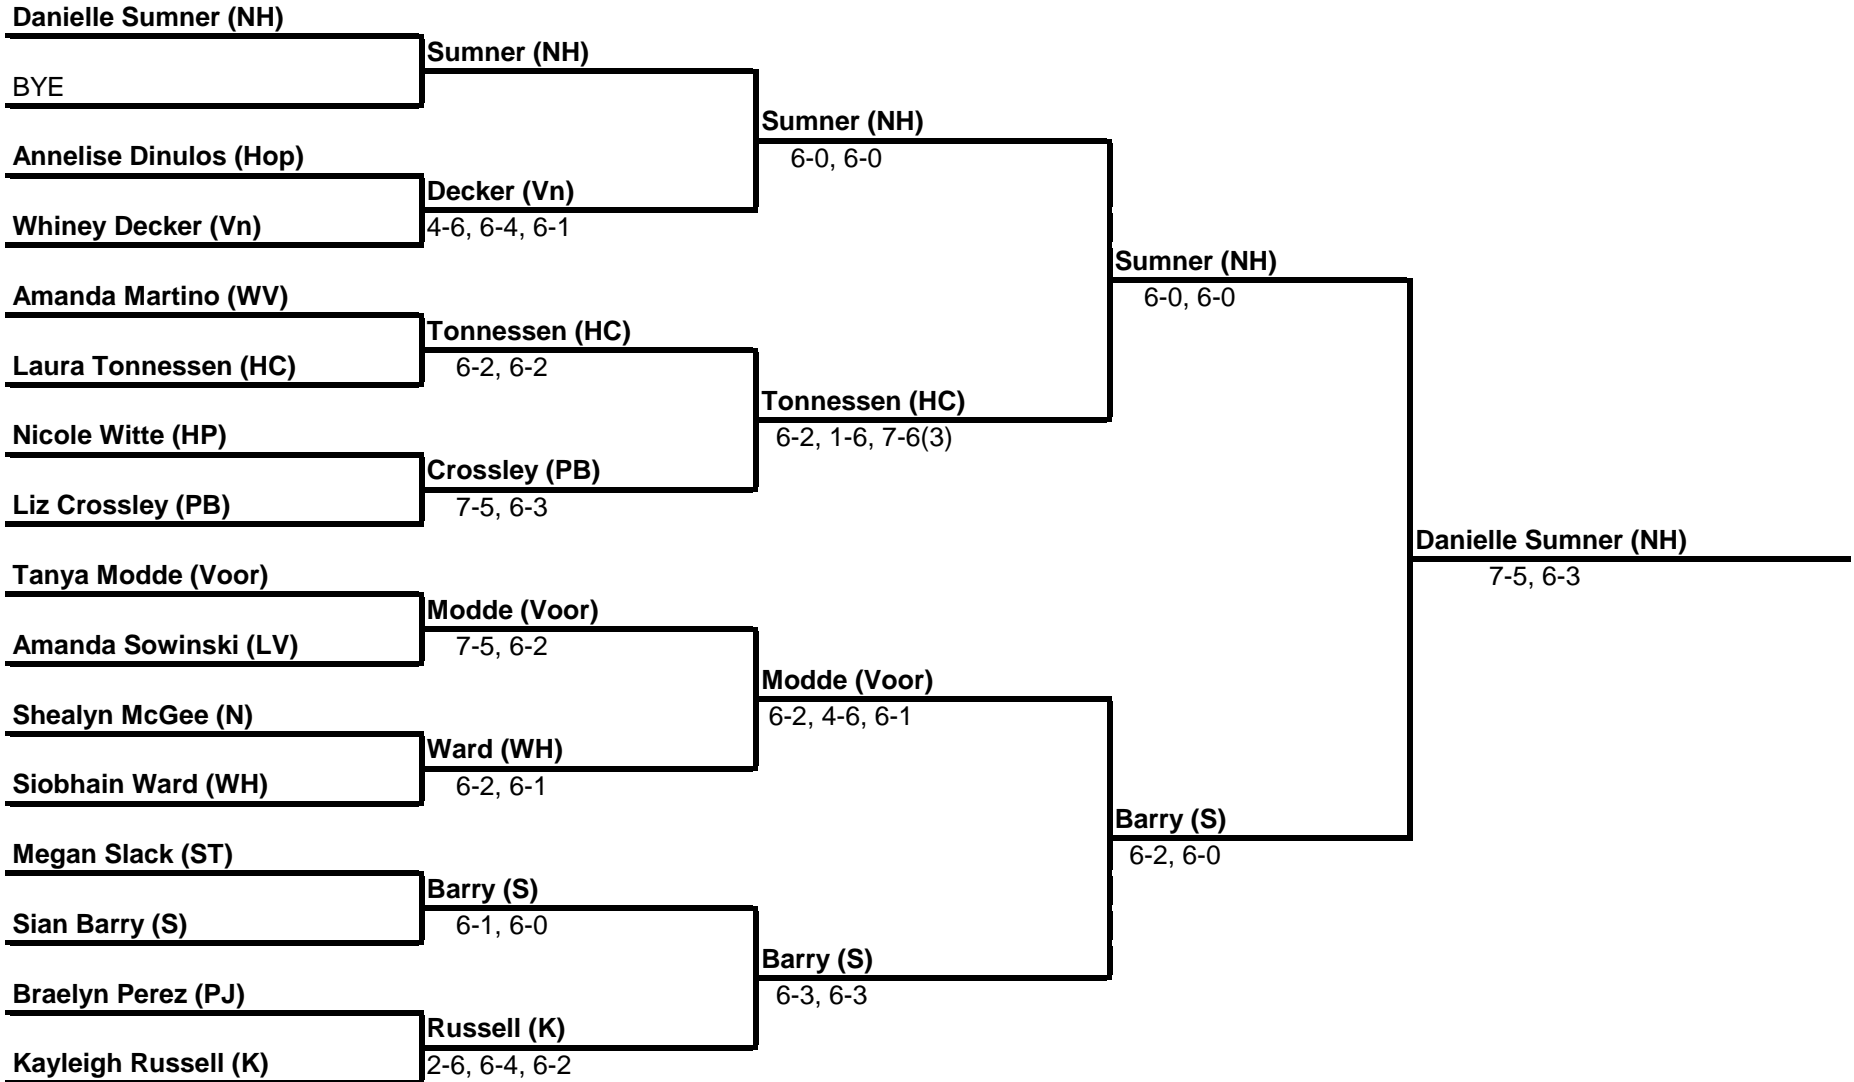 Danielle Sumner (NH)
Sumner (NH)
BYE
Sumner (NH)
6-0, 6-0
Annelise Dinulos (Hop)
Decker (Vn)
4-6, 6-4, 6-1
Whiney Decker (Vn)
Sumner (NH)
6-0, 6-0
Amanda Martino (WV)
Tonnessen (HC)
6-2, 6-2
Laura Tonnessen (HC)
Tonnessen (HC)
6-2, 1-6, 7-6(3)
Nicole Witte (HP)
Crossley (PB)
7-5, 6-3
Liz Crossley (PB)
Danielle Sumner (NH)
7-5, 6-3
Tanya Modde (Voor)
Modde (Voor)
7-5, 6-2
Amanda Sowinski (LV)
Modde (Voor)
6-2, 4-6, 6-1
Shealyn McGee (N)
Ward (WH)
6-2, 6-1
Siobhain Ward (WH)
Barry (S)
6-2, 6-0
Megan Slack (ST)
Barry (S)
6-1, 6-0
Sian Barry (S)
Barry (S)
6-3, 6-3
Braelyn Perez (PJ)
Russell (K)
2-6, 6-4, 6-2
Kayleigh Russell (K)